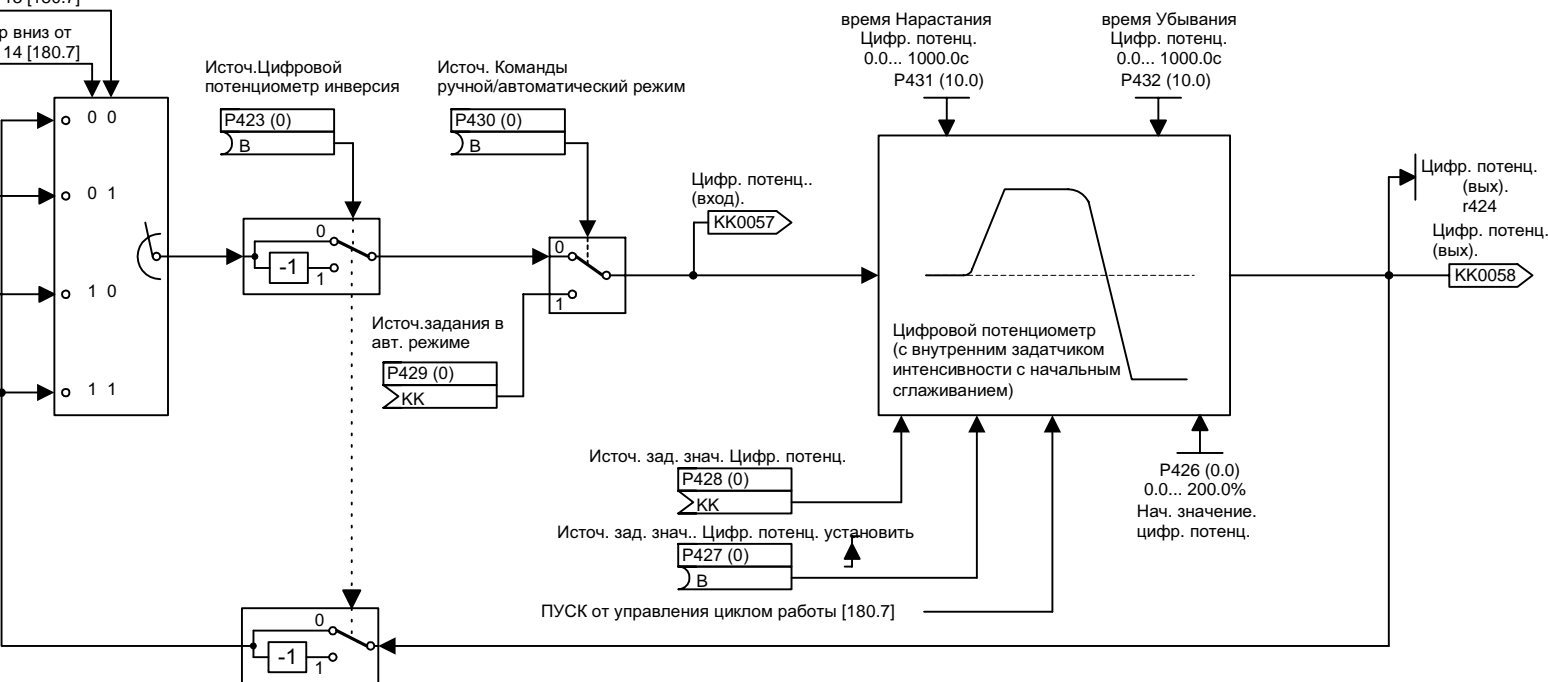 р вниз от
14 [180.7]
0 0
0 1
1 0
1 1
Источ.Цифровой
потенциометр инверсия
P423 (0)
B
0
-1
1
Источ. Команды
ручной/автоматический режим
P430 (0)
B
0
1
Источ.задания в
авт. режиме
P429 (0)
KK
Цифр. потенц..
(вход).
KK0057
время Нарастания
Цифр. потенц.
0.0... 1000.0с
P431 (10.0)
время Убывания
Цифр. потенц.
0.0... 1000.0с
P432 (10.0)
Цифровой потенциометр
(с внутренним задатчиком
интенсивности с начальным
сглаживанием)
Цифр. потенц.
(вых).
r424
Цифр. потенц.
(вых).
KK0058
Источ. зад. знач. Цифр. потенц.
P428 (0)
KK
Источ. зад. знач.. Цифр. потенц. установить
P427 (0)
B
ПУСК от управления циклом работы [180.7]
P426 (0.0)
0.0... 200.0%
Нач. значение.
цифр. потенц.
0
-1
1